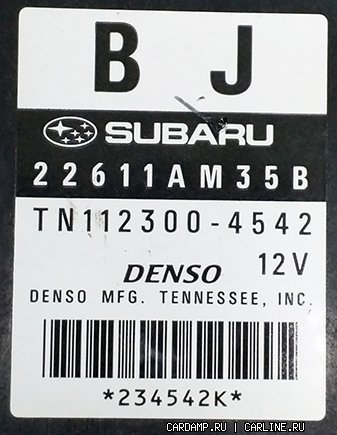 B J
SUBARU
22611AM35B
TN112300-4542
DENSO 12V
DENSO MFG. TENNESSEE, INC.
*234542K*
CARDAMP.RU | CARLINE.RU